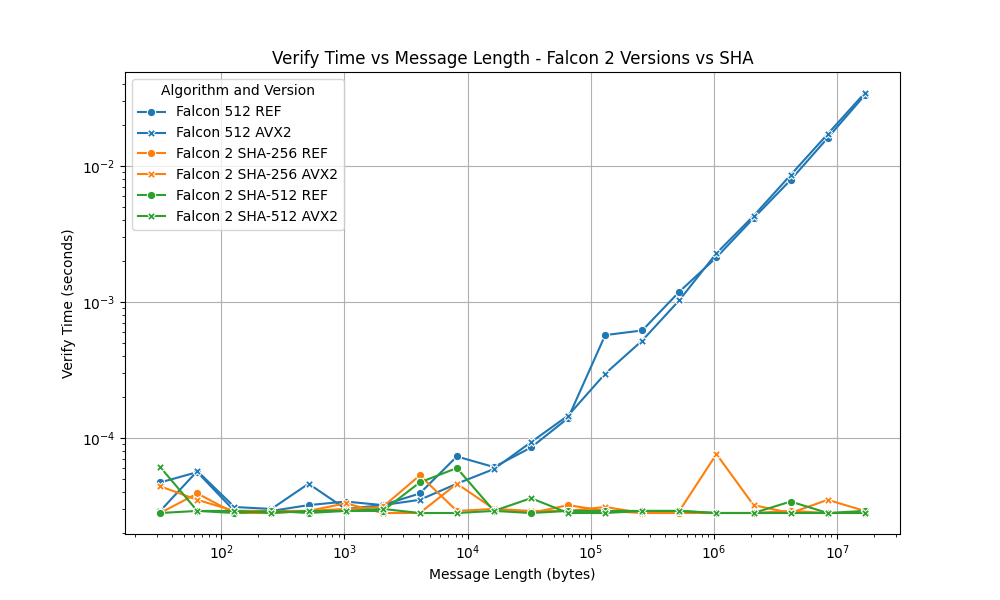 Verify Time vs Message Length - Falcon 2 Versions vs SHA
Algorithm and Version
Falcon 512 REF
Falcon 512 AVX2
Falcon 2 SHA-256 REF
Falcon 2 SHA-256 AVX2
Falcon 2 SHA-512 REF
Falcon 2 SHA-512 AVX2
Verify Time (seconds)
10⁻²
10⁻³
10⁻⁴
10² 10³ 10⁴ 10⁵ 10⁶ 10⁷
Message Length (bytes)